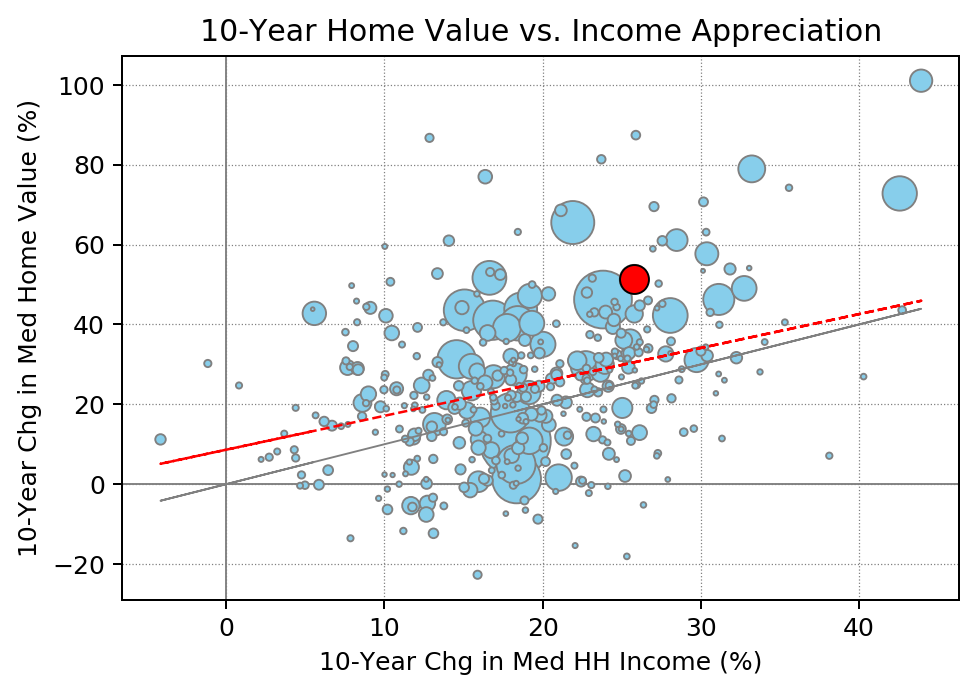 10-Year Home Value vs. Income Appreciation
10-Year Chg in Med Home Value (%)
100
80
60
40
20
0
−20
0 10 20 30 40
10-Year Chg in Med HH Income (%)